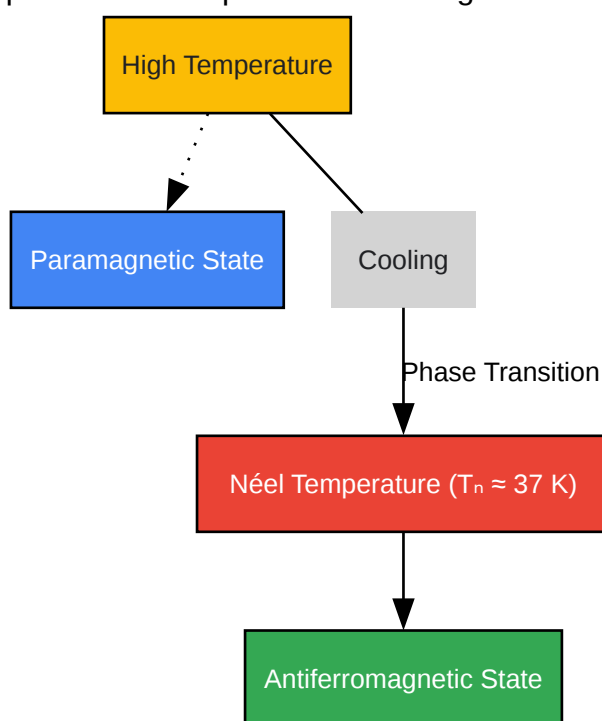 High Temperature
Paramagnetic State
Cooling
Phase Transition
Néel Temperature (Tₙ ≈ 37 K)
Antiferromagnetic State